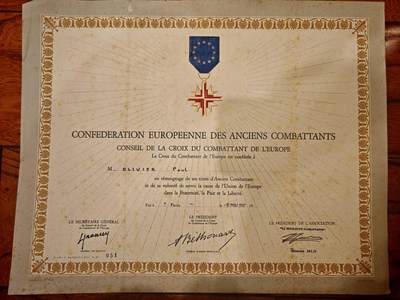 CONFEDERATION EUROPEENNE DES ANCIENS COMBATTANTS
CONSEIL DE LA CROIX DU COMBATTANT DE L'EUROPE
La Croix du Combattant de l'Europe est conférée à
M. OLIVIER Paul
en témoignage de ses titres d'Ancien Combattant
et de sa volonté de servir la cause de l'Union de l'Europe
dans la Fraternité, la Paix et la Liberté.
Fait à Paris
LE SECRÉTAIRE GÉNÉRAL
LE PRÉSIDENT
LE PRÉSIDENT DE L'ASSOCIATION
051